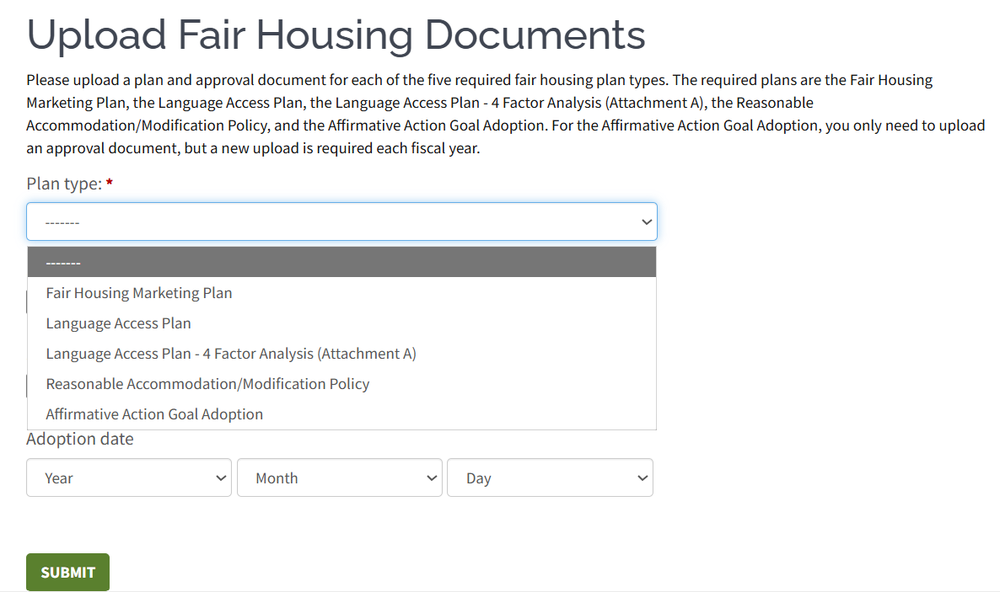 Upload Fair Housing Documents
Please upload a plan and approval document for each of the five required fair housing plan types. The required plans are the Fair Housing
Marketing Plan, the Language Access Plan, the Language Access Plan - 4 Factor Analysis (Attachment A), the Reasonable
Accommodation/Modification Policy, and the Affirmative Action Goal Adoption. For the Affirmative Action Goal Adoption, you only need to upload
an approval document, but a new upload is required each fiscal year.
Plan type: *
-------
-------
Fair Housing Marketing Plan
Language Access Plan
Language Access Plan - 4 Factor Analysis (Attachment A)
Reasonable Accommodation/Modification Policy
Affirmative Action Goal Adoption
Adoption date
Year Month Day
SUBMIT